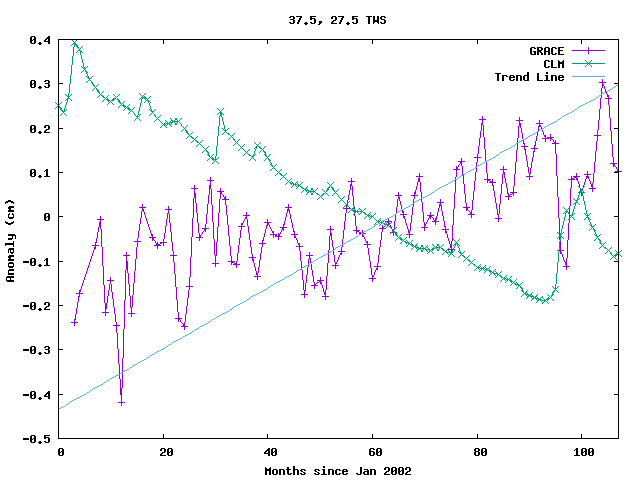 37.5, 27.5 TWS
GRACE
CLM
Trend Line
0.4
0.3
0.2
0.1
0
-0.1
-0.2
-0.3
-0.4
-0.5
Anomaly (cm)
0 20 40 60 80 100
Months since Jan 2002